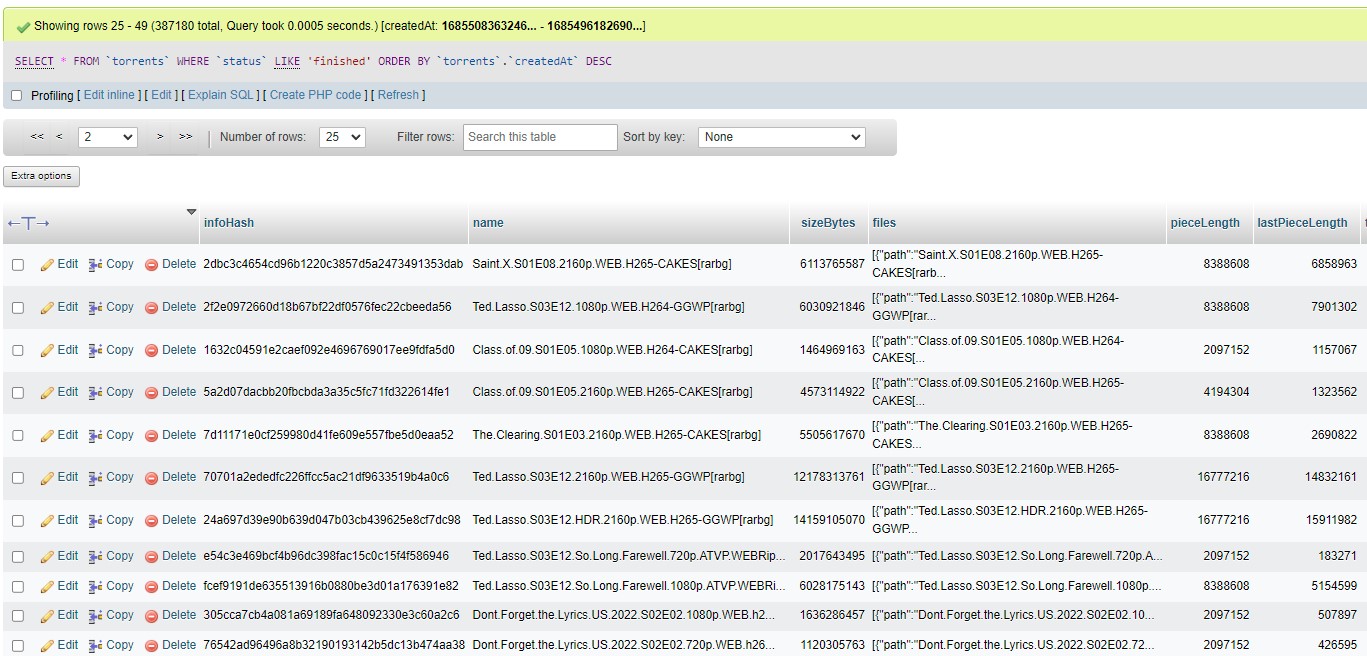 Showing rows 25 - 49 (387180 total, Query took 0.0005 seconds.) [createdAt: 1685508363246... - 1685496182690...]
SELECT * FROM `torrents` WHERE `status` LIKE 'finished' ORDER BY `torrents`.`createdAt` DESC
Profiling [ Edit inline ] [ Edit ] [ Explain SQL ] [ Create PHP code ] [ Refresh ]
<< < 2 > >> | Number of rows: 25 Filter rows: Search this table Sort by key: None
Extra options
←T→ infoHash name sizeBytes files pieceLength lastPieceLength
Edit Copy Delete 2dbc3c4654cd96b1220c3857d5a2473491353dab Saint.X.S01E08.2160p.WEB.H265-CAKES[rarbg] 6113765587 [{"path":"Saint.X.S01E08.2160p.WEB.H265- 8388608 6858963
CAKES[rarb...
Edit Copy Delete 2f2e0972660d18b67bf22df0576fec22cbeeda56 Ted.Lasso.S03E12.1080p.WEB.H264-GGWP[rarbg] 6030921846 [{"path":"Ted.Lasso.S03E12.1080p.WEB.H264- 8388608 7901302
GGWP[rar...
Edit Copy Delete 1632c04591e2caef092e4696769017ee9fdfa5d0 Class.of.09.S01E05.1080p.WEB.H264-CAKES[rarbg] 1464969163 [{"path":"Class.of.09.S01E05.1080p.WEB.H264- 2097152 1157067
CAKES[...
Edit Copy Delete 5a2d07dacbb20fbcbda3a35c5fc71fd322614fe1 Class.of.09.S01E05.2160p.WEB.H265-CAKES[rarbg] 4573114922 [{"path":"Class.of.09.S01E05.2160p.WEB.H265- 4194304 1323562
CAKES[...
Edit Copy Delete 7d11171e0cf259980d41fe609e557fbe5d0eaa52 The.Clearing.S01E03.2160p.WEB.H265-CAKES[rarbg] 5505617670 [{"path":"The.Clearing.S01E03.2160p.WEB.H265- 8388608 2690822
CAKES...
Edit Copy Delete 70701a2ededfc226ffcc5ac21df9633519b4a0c6 Ted.Lasso.S03E12.2160p.WEB.H265-GGWP[rarbg] 12178313761 [{"path":"Ted.Lasso.S03E12.2160p.WEB.H265- 16777216 14832161
GGWP[rar...
Edit Copy Delete 24a697d39e90b639d047b03cb439625e8cf7dc98 Ted.Lasso.S03E12.HDR.2160p.WEB.H265-GGWP[rarbg] 14159105070 [{"path":"Ted.Lasso.S03E12.HDR.2160p.WEB.H265- 16777216 15911982
GGWP...
Edit Copy Delete e54c3e469bcf4b96dc398fac15c0c15f4f586946 Ted.Lasso.S03E12.So.Long.Farewell.720p.ATVP.WEBRip... 2017643495 [{"path":"Ted.Lasso.S03E12.So.Long.Farewell.720p.A... 2097152 183271
Edit Copy Delete fcef9191de635513916b0880be3d01a176391e82 Ted.Lasso.S03E12.So.Long.Farewell.1080p.ATVP.WEBRi... 6028175143 [{"path":"Ted.Lasso.S03E12.So.Long.Farewell.1080p.... 8388608 5154599
Edit Copy Delete 305cca7cb4a081a69189fa648092330e3c60a2c6 Dont.Forget.the.Lyrics.US.2022.S02E02.1080p.WEB.h2... 1636286457 [{"path":"Dont.Forget.the.Lyrics.US.2022.S02E02.10... 2097152 507897
Edit Copy Delete 76542ad96496a8b32190193142b5dc13b474aa38 Dont.Forget.the.Lyrics.US.2022.S02E02.720p.WEB.h26... 1120305763 [{"path":"Dont.Forget.the.Lyrics.US.2022.S02E02.72... 2097152 426595